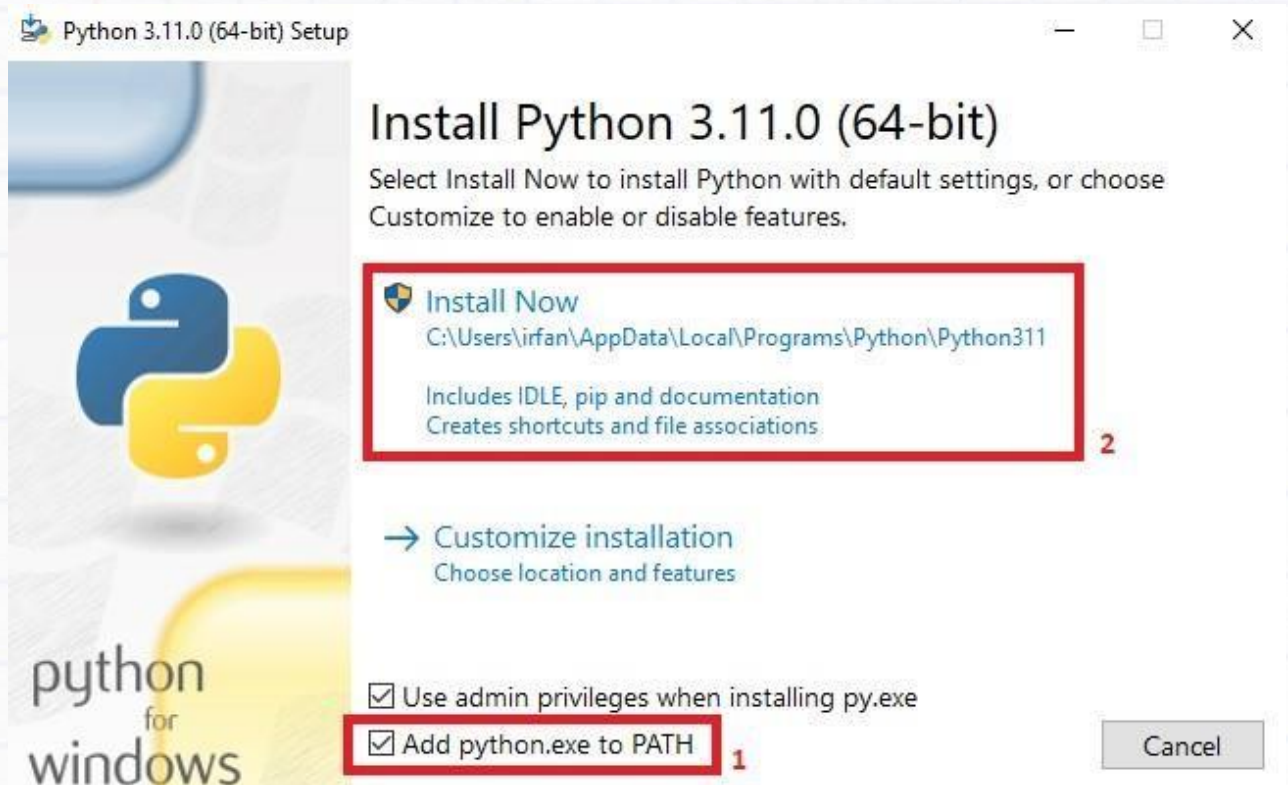 Python 3.11.0 (64-bit) Setup
Install Python 3.11.0 (64-bit)
Select Install Now to install Python with default settings, or choose
Customize to enable or disable features.
Install Now
C:\Users\irfan\AppData\Local\Programs\Python\Python311
Includes IDLE, pip and documentation
Creates shortcuts and file associations
2
Customize installation
Choose location and features
python
for
windows
Use admin privileges when installing py.exe
Add python.exe to PATH
1
Cancel